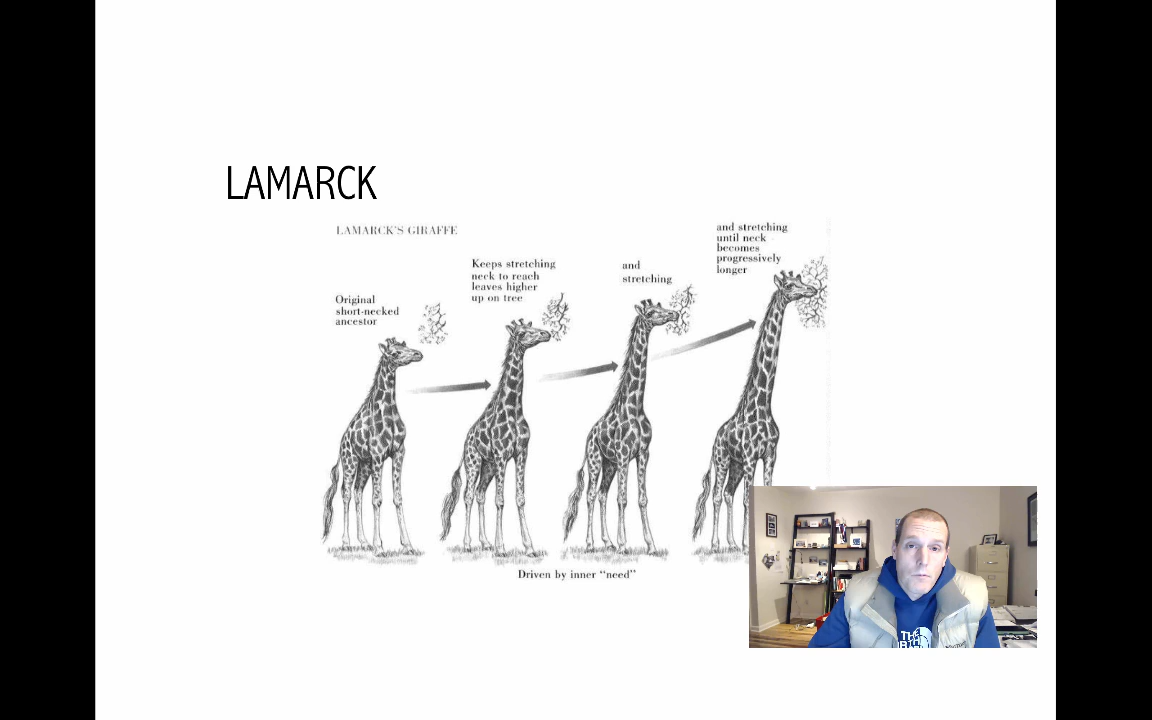 LAMARCK
LAMARCK'S GIRAFFE
Original
short-necked
ancestor
Keeps stretching
neck to reach
leaves higher
up on tree
and
stretching
and stretching
until neck
becomes
progressively
longer
Driven by inner "need"
THE